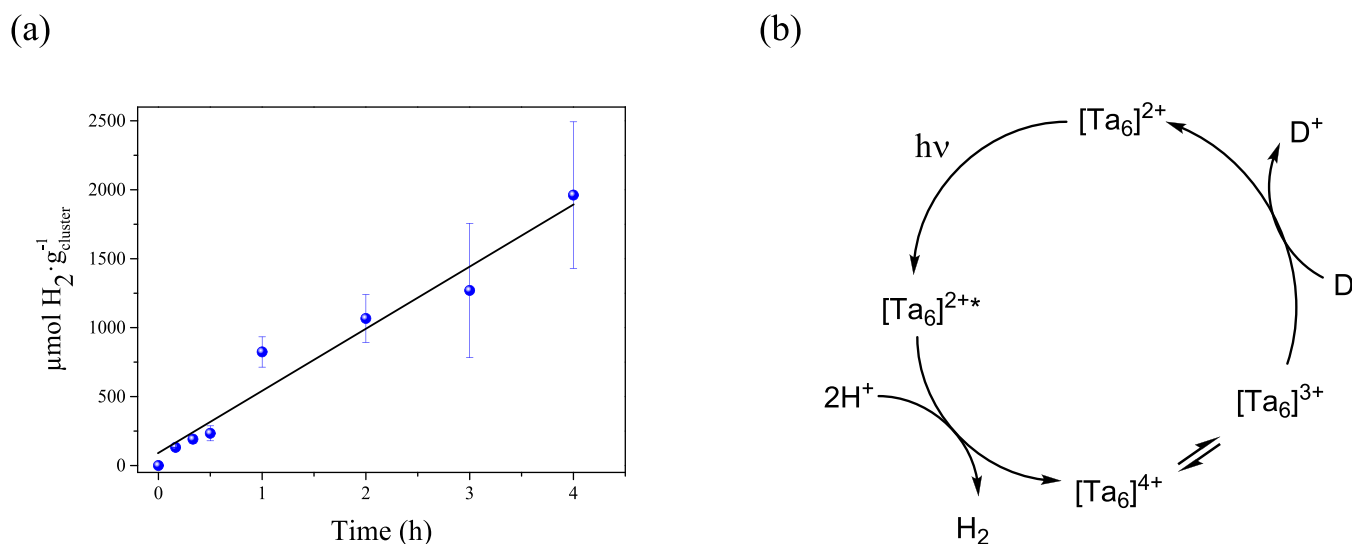 (a)
(b)
2500
2000
1500
1000
500
0
μmol H₂·g⁻¹cluster
0 1 2 3 4
Time (h)
[Ta₆]²⁺
D⁺
hν
D
[Ta₆]²⁺*
2H⁺
[Ta₆]³⁺
[Ta₆]⁴⁺
H₂